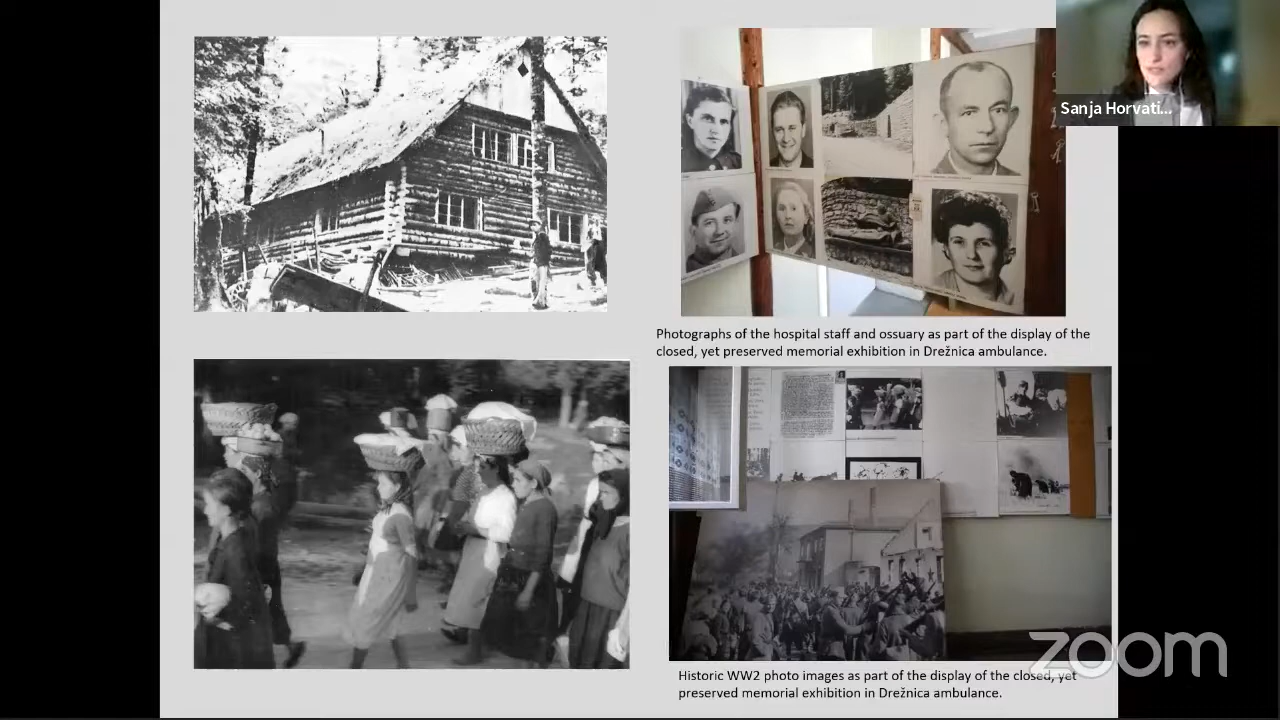 Sanja Horvati...
Photographs of the hospital staff and ossuary as part of the display of the
closed, yet preserved memorial exhibition in Drežnica ambulance.
Historic WW2 photo images as part of the display of the closed, yet
preserved memorial exhibition in Drežnica ambulance.
zoom